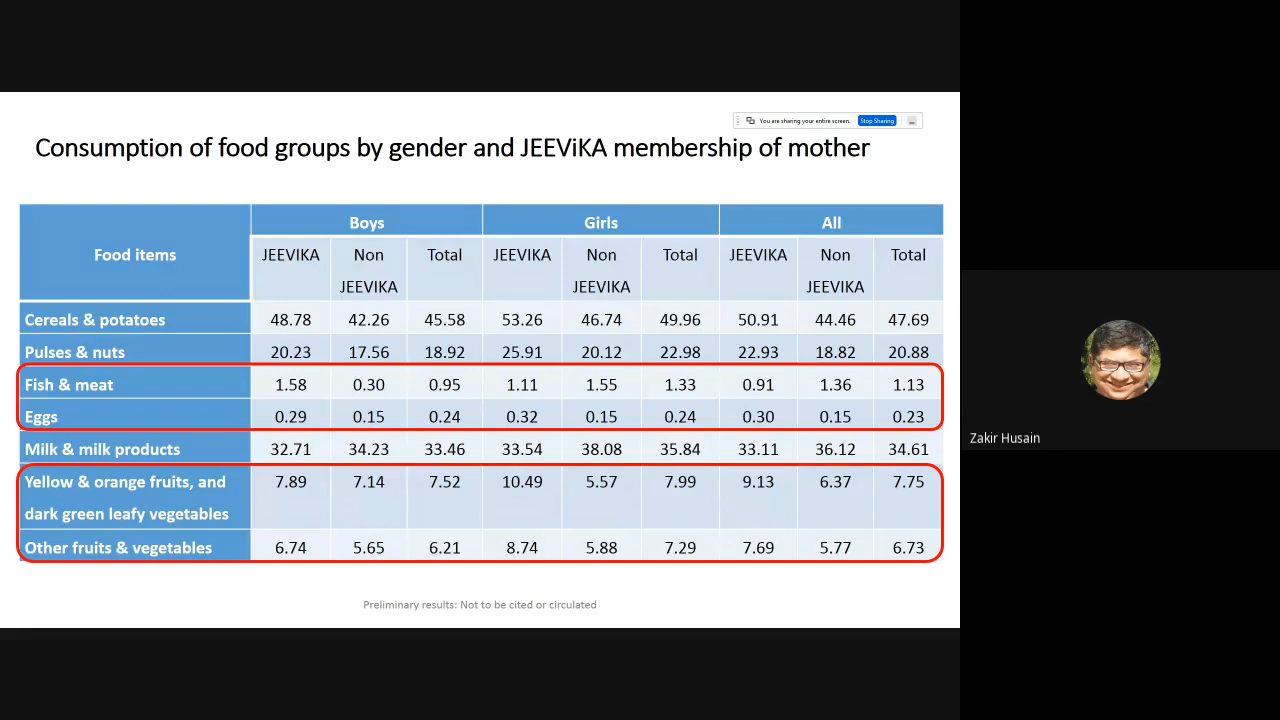 You are sharing your entire screen. Stop Sharing
Consumption of food groups by gender and JEEViKA membership of mother
Food items Boys Girls All
JEEVIKA Non JEEVIKA Total JEEVIKA Non JEEVIKA Total JEEVIKA Non JEEVIKA Total
Cereals & potatoes 48.78 42.26 45.58 53.26 46.74 49.96 50.91 44.46 47.69
Pulses & nuts 20.23 17.56 18.92 25.91 20.12 22.98 22.93 18.82 20.88
Fish & meat 1.58 0.30 0.95 1.11 1.55 1.33 0.91 1.36 1.13
Eggs 0.29 0.15 0.24 0.32 0.15 0.24 0.30 0.15 0.23
Milk & milk products 32.71 34.23 33.46 33.54 38.08 35.84 33.11 36.12 34.61
Yellow & orange fruits, and 7.89 7.14 7.52 10.49 5.57 7.99 9.13 6.37 7.75
dark green leafy vegetables
Other fruits & vegetables 6.74 5.65 6.21 8.74 5.88 7.29 7.69 5.77 6.73
Preliminary results: Not to be cited or circulated
Zakir Husain